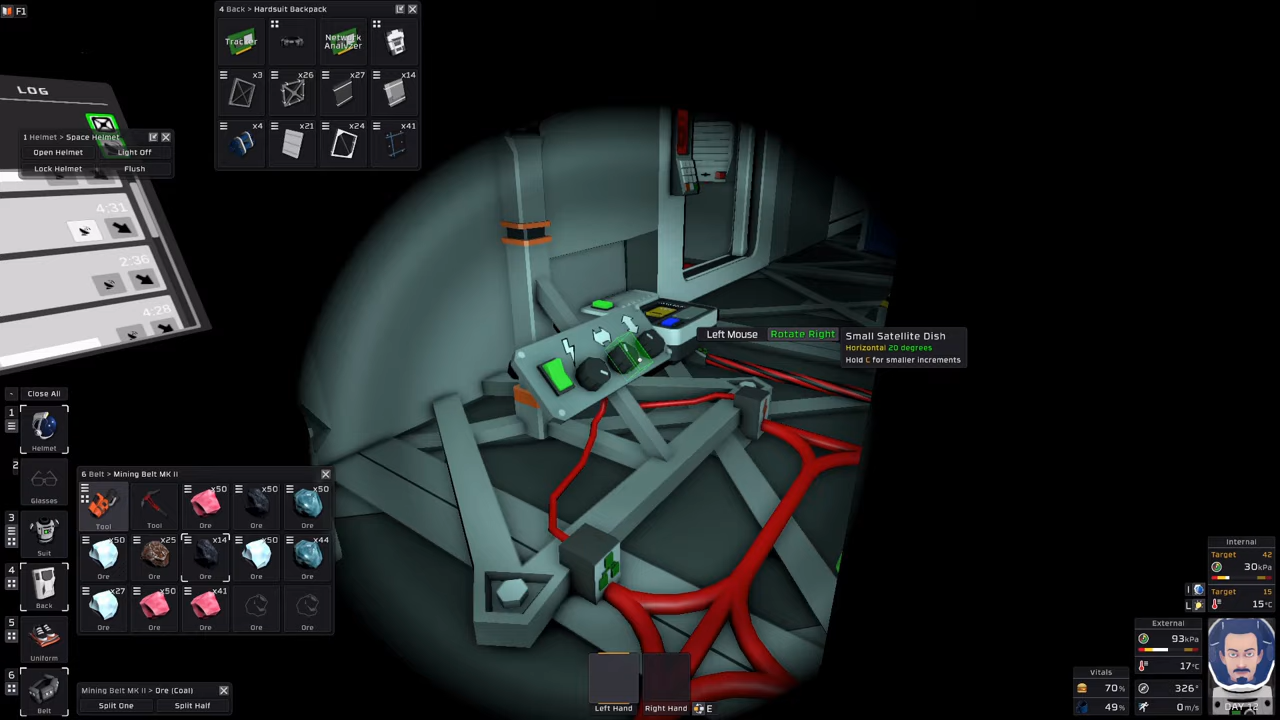 F1
4 Back > Hardsuit Backpack
Tracker
Network Analyzer
x3
x26
x27
x14
x4
x21
x24
x41
LOG
1 Helmet > Space Helmet
Open Helmet
Light Off
Lock Helmet
Flush
4:31
2:36
4:28
Left Mouse
Rotate Right
Small Satellite Dish
Horizontal 20 degrees
Hold C for smaller increments
-
Close All
1
Helmet
2
Glasses
3
Suit
4
Back
5
Uniform
6
Belt
6 Belt > Mining Belt MK II
Tool
Tool
x50
Ore
x50
Ore
x50
Ore
x50
Ore
x25
Ore
x14
Ore
x50
Ore
x44
Ore
x27
Ore
x50
Ore
x41
Ore
Ore
Ore
Mining Belt MK II > Ore (Coal)
Split One
Split Half
Left Hand
Right Hand
E
Internal
Target 42
30kPa
Target 15
15°C
I
L
External
93kPa
17°C
326°
0m/s
Vitals
70%
49%
DAY 12